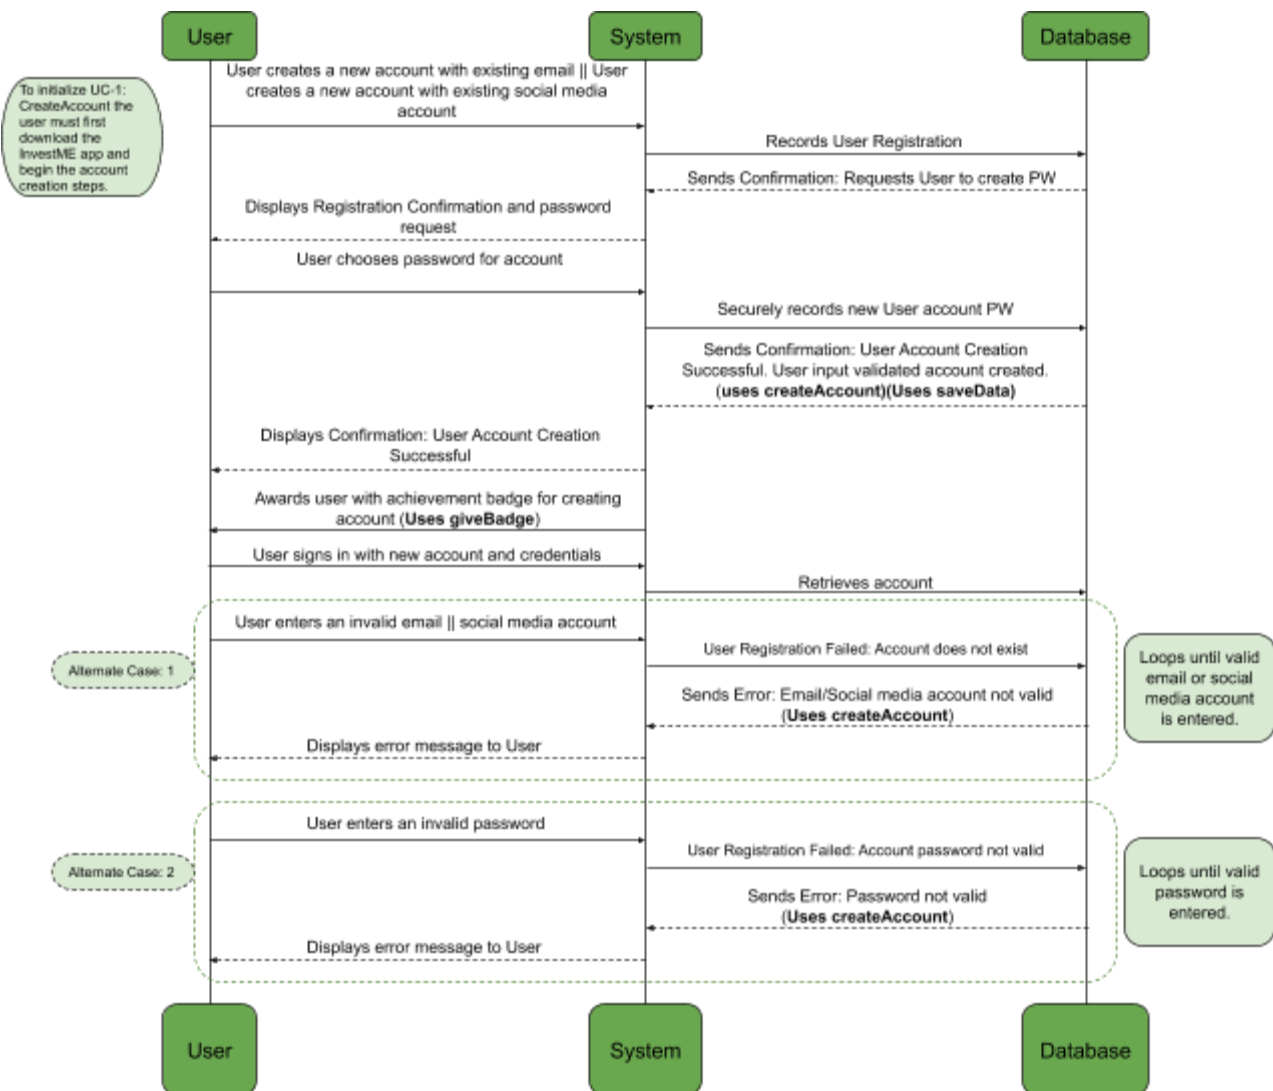 User
System
Database
To initialize UC-1:
CreateAccount the
user must first
download the
InvestME app and
begin the account
creation steps.
User creates a new account with existing email || User
creates a new account with existing social media
account
Records User Registration
Sends Confirmation: Requests User to create PW
Displays Registration Confirmation and password
request
User chooses password for account
Securely records new User account PW
Sends Confirmation: User Account Creation
Successful. User input validated account created.
(uses createAccount)(Uses saveData)
Displays Confirmation: User Account Creation
Successful
Awards user with achievement badge for creating
account (Uses giveBadge)
User signs in with new account and credentials
Retrieves account
User enters an invalid email || social media account
User Registration Failed: Account does not exist
Alternate Case: 1
Loops until valid
email or social
media account
is entered.
Sends Error: Email/Social media account not valid
(Uses createAccount)
Displays error message to User
User enters an invalid password
User Registration Failed: Account password not valid
Alternate Case: 2
Loops until valid
password is
entered.
Sends Error: Password not valid
(Uses createAccount)
Displays error message to User
User
System
Database